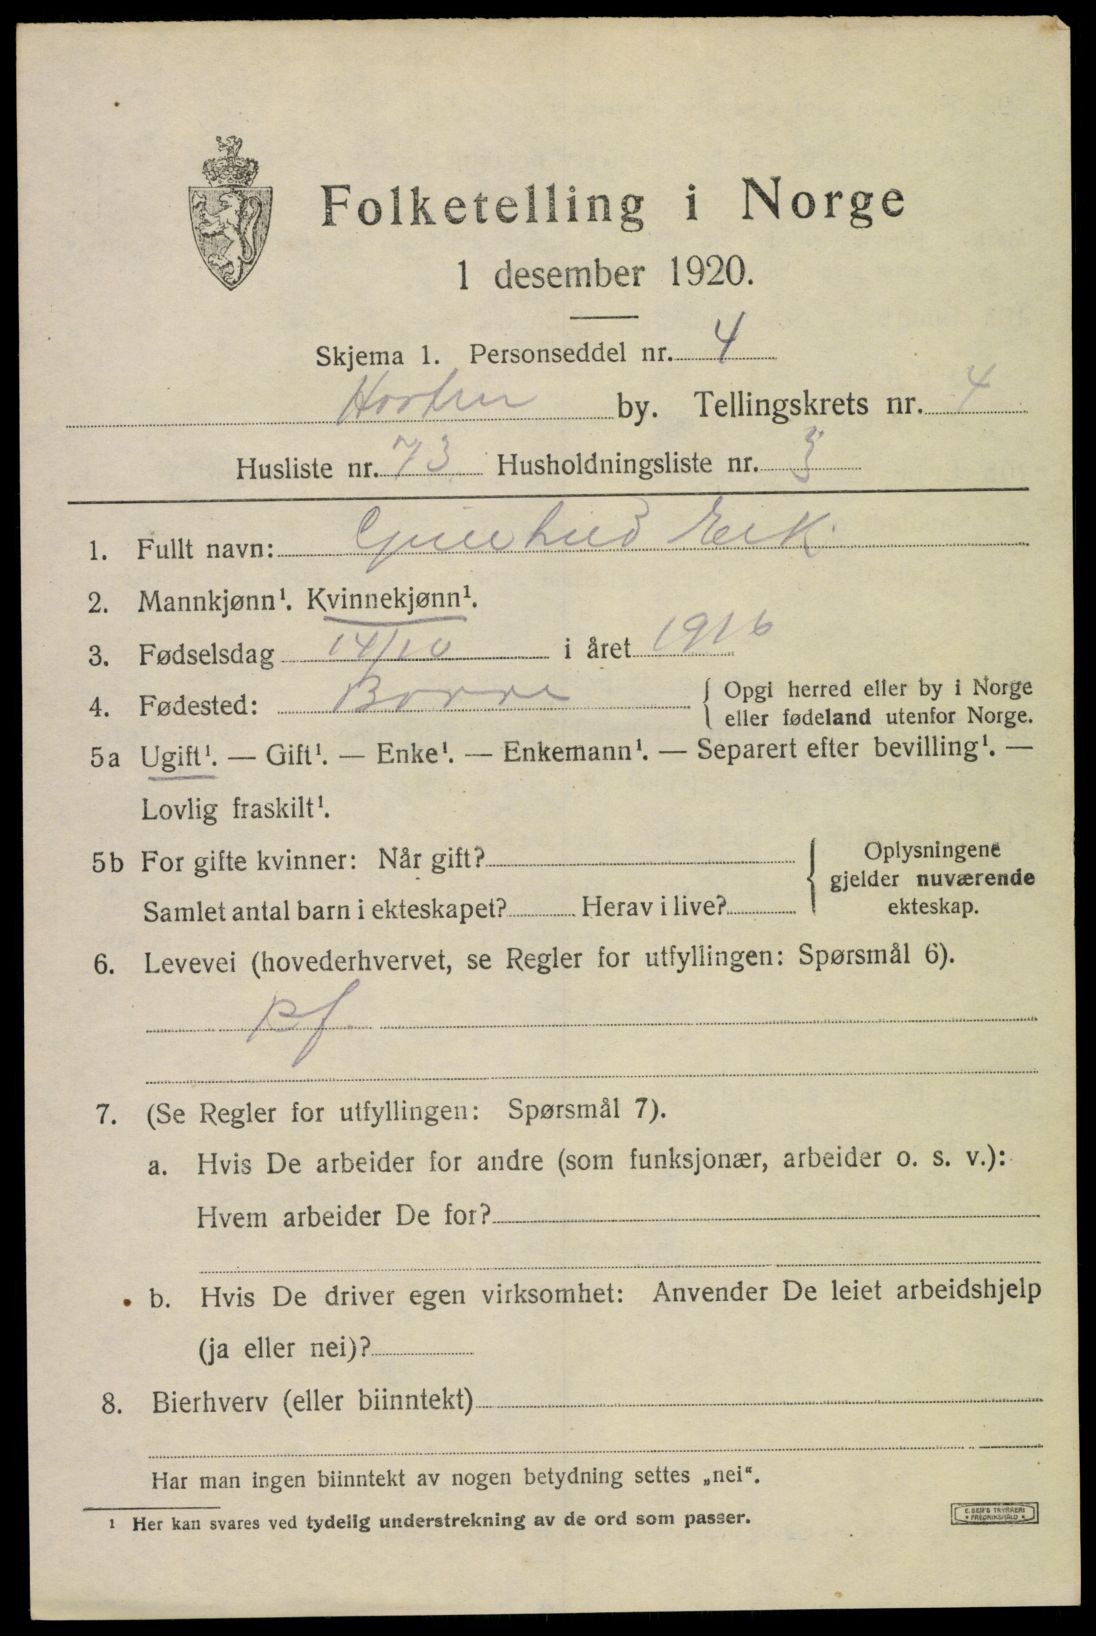 Folketelling i Norge
1 desember 1920.
Skjema 1. Personseddel nr. 4
Horten by. Tellingskrets nr. 4
Husliste nr. 73 Husholdningsliste nr. 3
1. Fullt navn: Eek
2. Mannkjønn¹. Kvinnekjønn¹.
3. Fødselsdag 14/10 i året 1916
4. Fødested: Borre { Opgi herred eller by i Norge
eller fødeland utenfor Norge.
5a Ugift¹. — Gift¹. — Enke¹. — Enkemann¹. — Separert efter bevilling¹. —
Lovlig fraskilt¹.
5b For gifte kvinner: Når gift? { Oplysningene
gjelder nuværende
Samlet antal barn i ekteskapet? Herav i live? ekteskap.
6. Levevei (hovederhvervet, se Regler for utfyllingen: Spørsmål 6).
Bf
7. (Se Regler for utfyllingen: Spørsmål 7).
a. Hvis De arbeider for andre (som funksjonær, arbeider o. s. v.):
Hvem arbeider De for?
b. Hvis De driver egen virksomhet: Anvender De leiet arbeidshjelp
(ja eller nei)?
8. Bierhverv (eller biinntekt)
Har man ingen biinntekt av nogen betydning settes „nei“.
¹ Her kan svares ved tydelig understrekning av de ord som passer.
TRYKKERI
FREDRIKSHALD